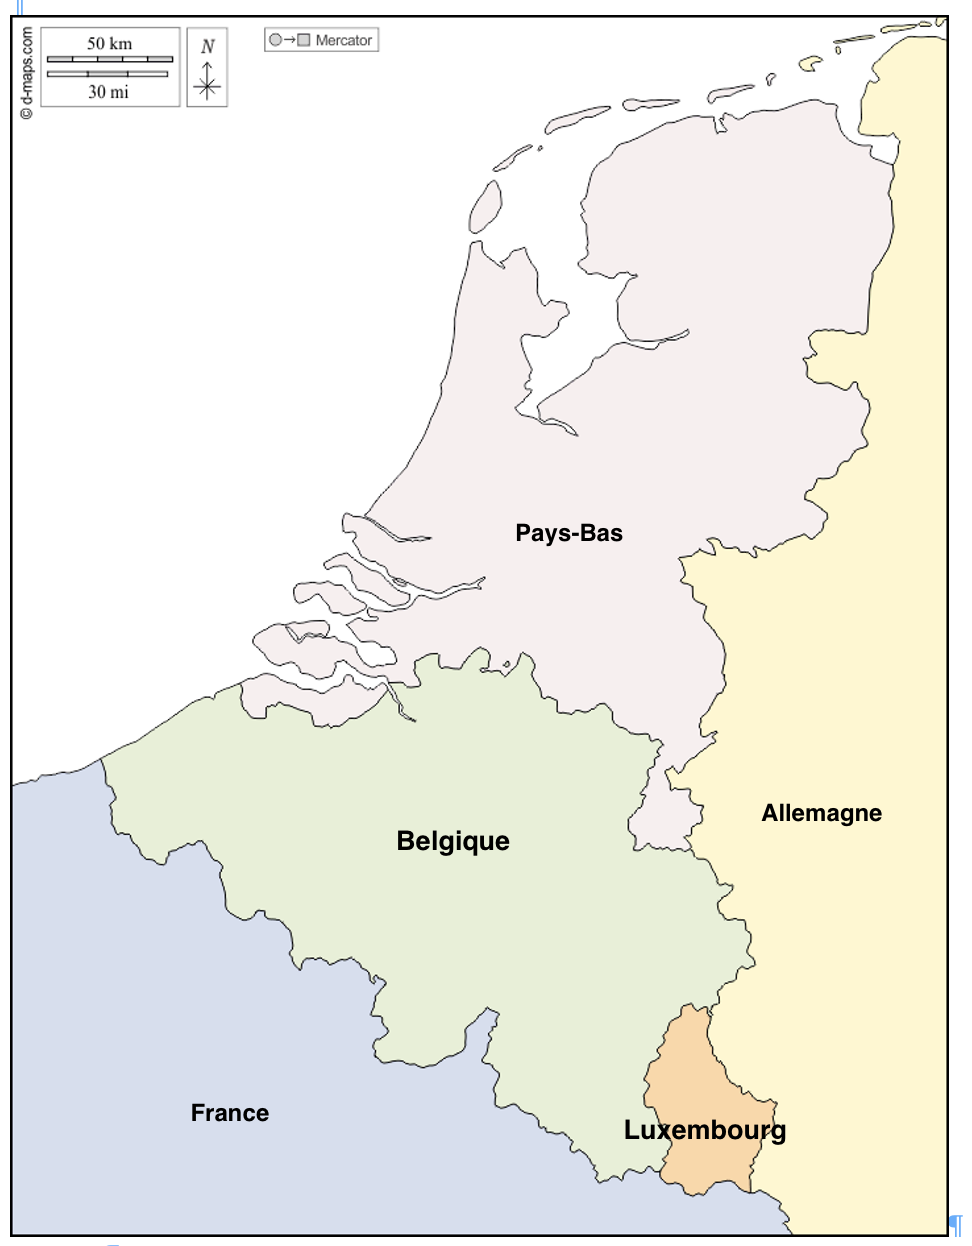 © d-maps.com
50 km
30 mi
N
Mercator
Pays-Bas
Allemagne
Belgique
France
Luxembourg
¶